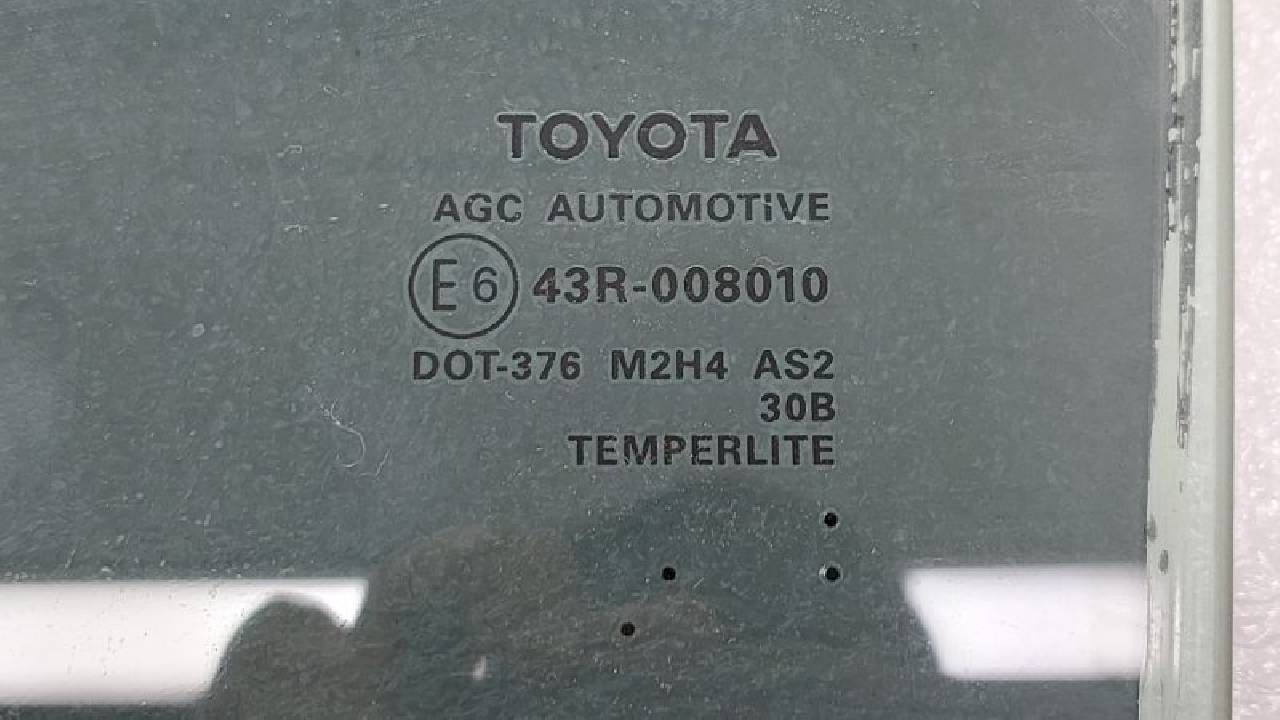 TOYOTA
AGC AUTOMOTiVE
E6 43R-008010
DOT-376 M2H4 AS2
30B
TEMPERLITE